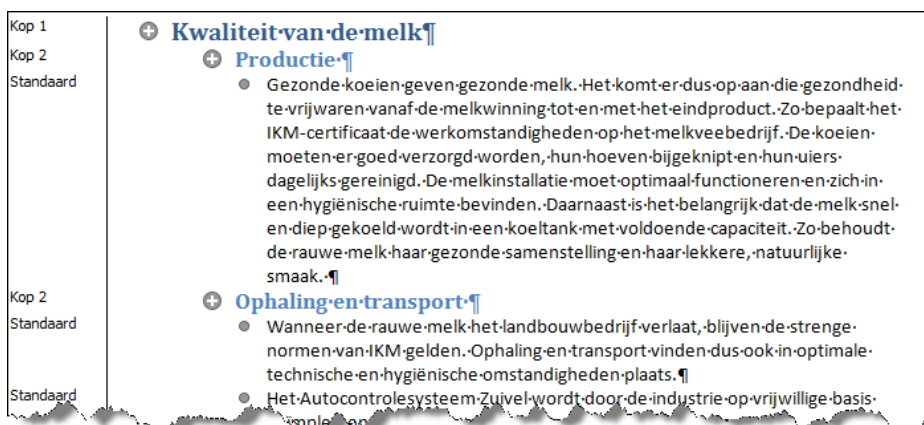 Kop 1 Kwaliteit·van·de·melk¶
Kop 2 Productie·¶
Standaard Gezonde·koeien·geven·gezonde·melk.·Het·komt·er·dus·op·aan·die·gezondheid·
te·vrijwaren·vanaf·de·melkwinning·tot·en·met·het·eindproduct.·Zo·bepaalt·het·
IKM-certificaat·de·werkomstandigheden·op·het·melkveebedrijf.·De·koeien·
moeten·er·goed·verzorgd·worden,·hun·hoeven·bijgeknipt·en·hun·uiers·
dagelijks·gereinigd.·De·melkinstallatie·moet·optimaal·functioneren·en·zich·in·
een·hygiënische·ruimte·bevinden.·Daarnaast·is·het·belangrijk·dat·de·melk·snel·
en·diep·gekoeld·wordt·in·een·koeltank·met·voldoende·capaciteit.·Zo·behoudt·
de·rauwe·melk·haar·gezonde·samenstelling·en·haar·lekkere,·natuurlijke·
smaak.·¶
Kop 2 Ophaling·en·transport·¶
Standaard Wanneer·de·rauwe·melk·het·landbouwbedrijf·verlaat,·blijven·de·strenge·
normen·van·IKM·gelden.·Ophaling·en·transport·vinden·dus·ook·in·optimale·
technische·en·hygiënische·omstandigheden·plaats.¶
Standaard Het·Autocontrolesysteem·Zuivel·wordt·door·de·industrie·op·vrijwillige·basis·